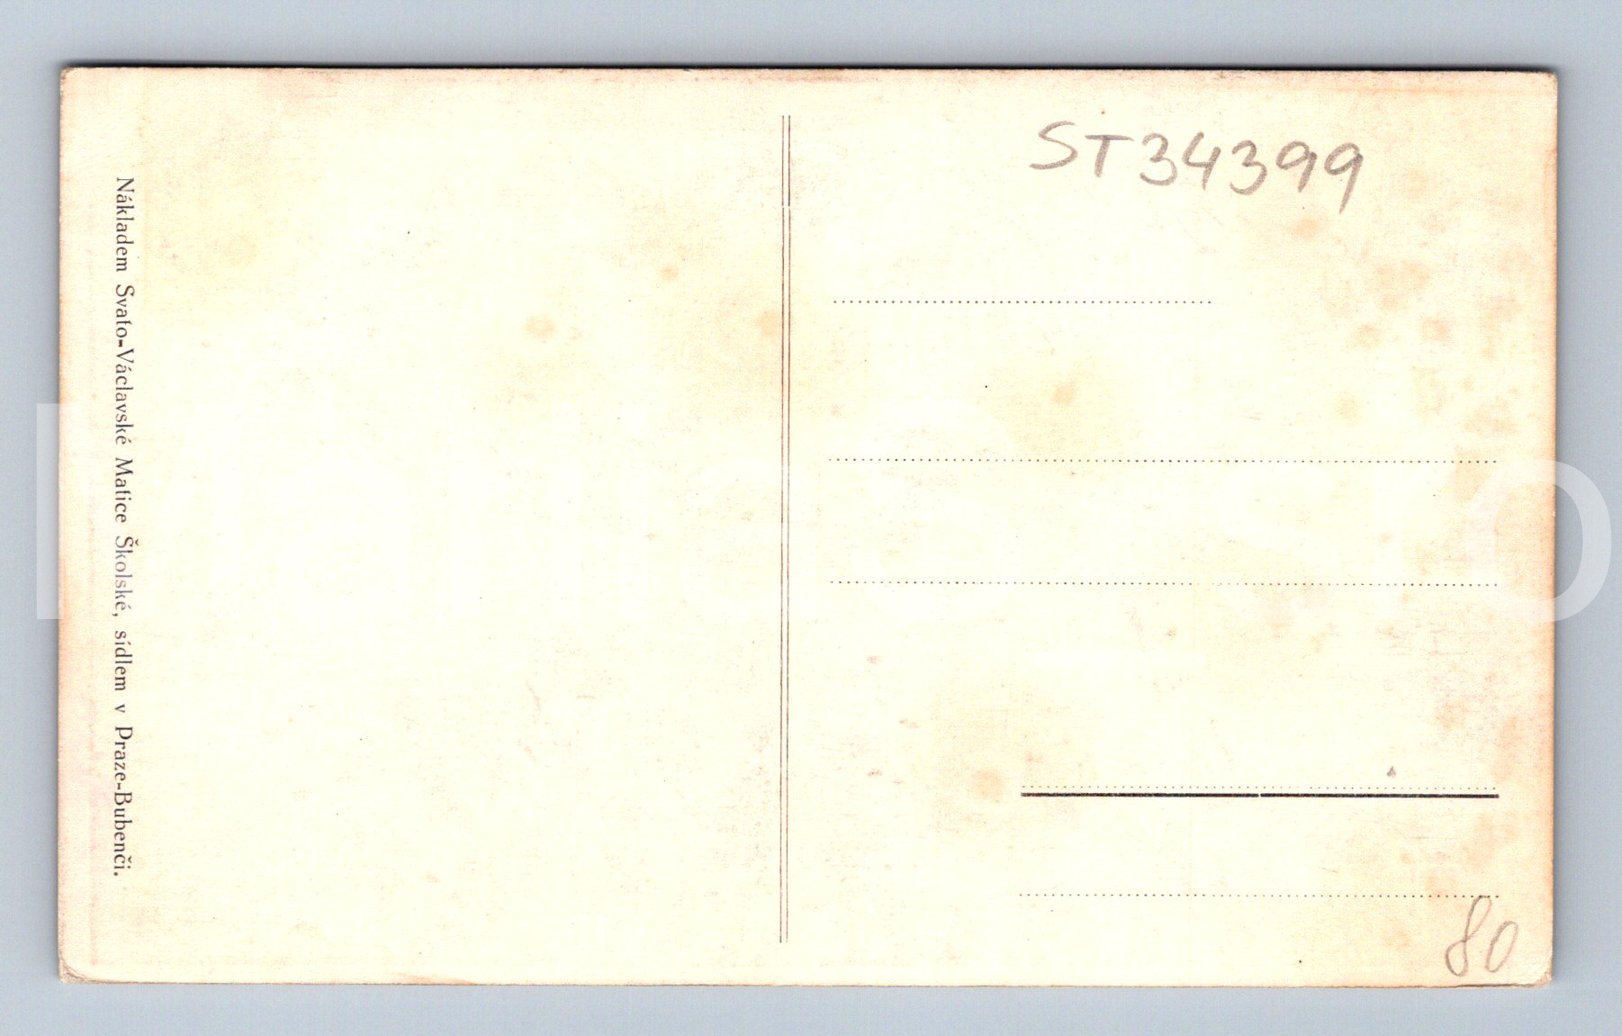 Nákladem Svato-Václavské Matice Školské, sídlem v Praze-Bubenči.
ST34399
80